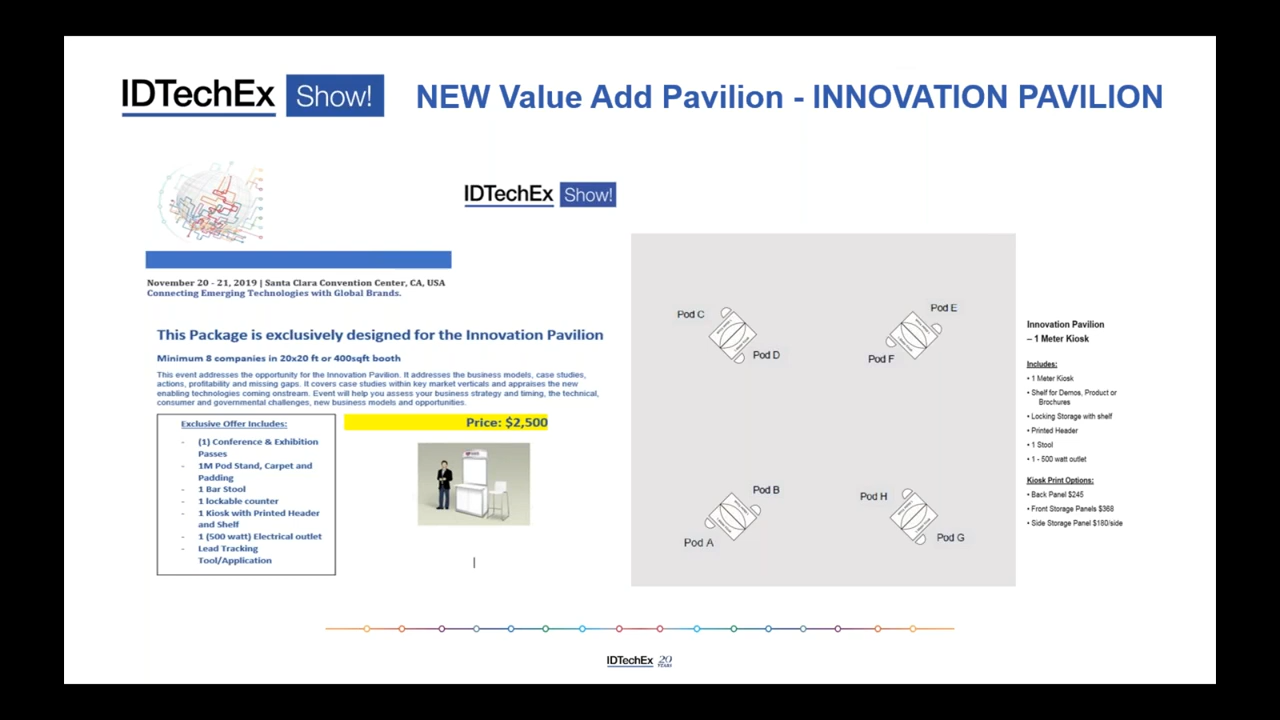 IDTechEx Show!
NEW Value Add Pavilion - INNOVATION PAVILION
IDTechEx Show!
November 20 - 21, 2019 | Santa Clara Convention Center, CA, USA
Connecting Emerging Technologies with Global Brands.
This Package is exclusively designed for the Innovation Pavilion
Minimum 8 companies in 20x20 ft or 400sqft booth
This event addresses the opportunity for the Innovation Pavilion. It addresses the business models, case studies,
actions, profitability and missing gaps. It covers case studies within key market verticals and appraises the new
enabling technologies coming onstream. Event will help you assess your business strategy and timing, the technical,
consumer and governmental challenges, new business models and opportunities.
Exclusive Offer Includes:
- (1) Conference & Exhibition
Passes
- 1M Pod Stand, Carpet and
Padding
- 1 Bar Stool
- 1 lockable counter
- 1 Kiosk with Printed Header
and Shelf
- 1 (500 watt) Electrical outlet
- Lead Tracking
Tool/Application
Price: $2,500
Pod C
Pod D
Pod E
Pod F
Pod B
Pod A
Pod H
Pod G
Innovation Pavilion
– 1 Meter Kiosk
Includes:
• 1 Meter Kiosk
• Shelf for Demos, Product or
Brochures
• Locking Storage with shelf
• Printed Header
• 1 Stool
• 1 - 500 watt outlet
Kiosk Print Options:
• Back Panel $245
• Front Storage Panels $368
• Side Storage Panel $180/side
IDTechEx 20 YEARS